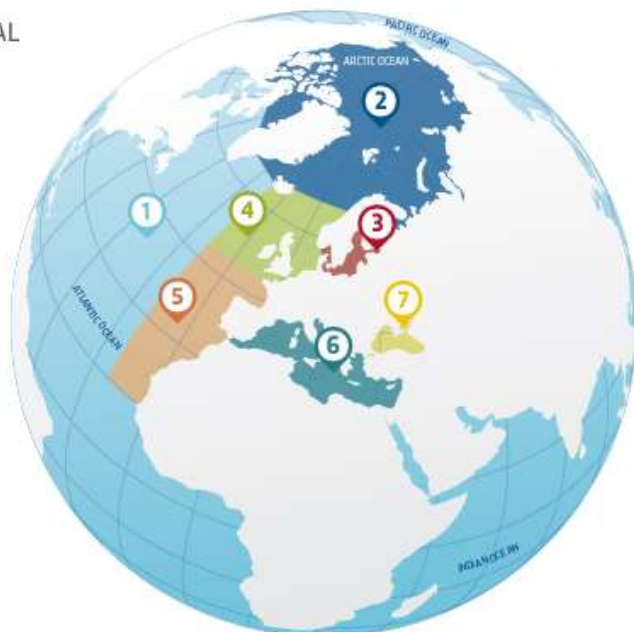 AL
PACIFIC OCEAN
ARCTIC OCEAN
2
1
4
3
5
7
6
ATLANTIC OCEAN
INDIAN OCEAN